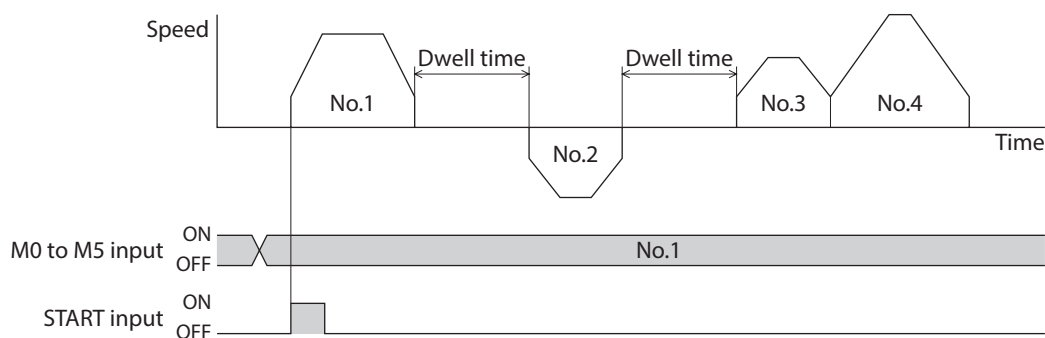 Speed
Dwell time
Dwell time
No.1
No.3
No.4
Time
No.2
ON
M0 to M5 input
No.1
OFF
ON
START input
OFF